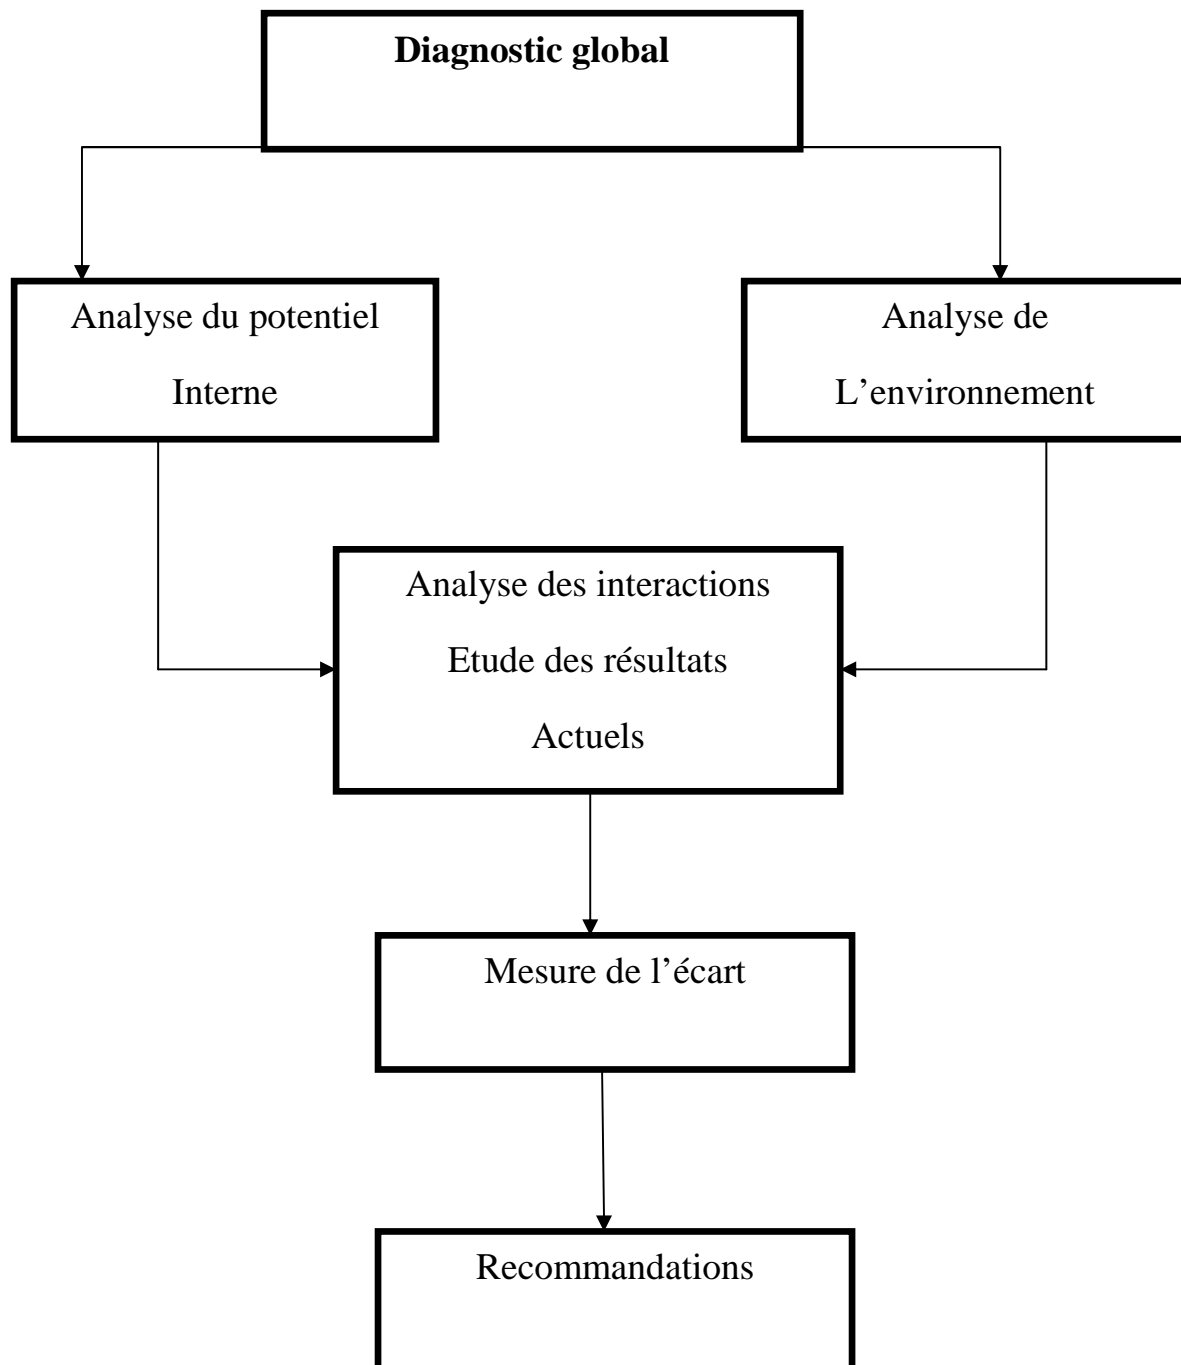 Diagnostic global
Analyse du potentiel
Interne
Analyse de
L’environnement
Analyse des interactions
Etude des résultats
Actuels
Mesure de l’écart
Recommandations